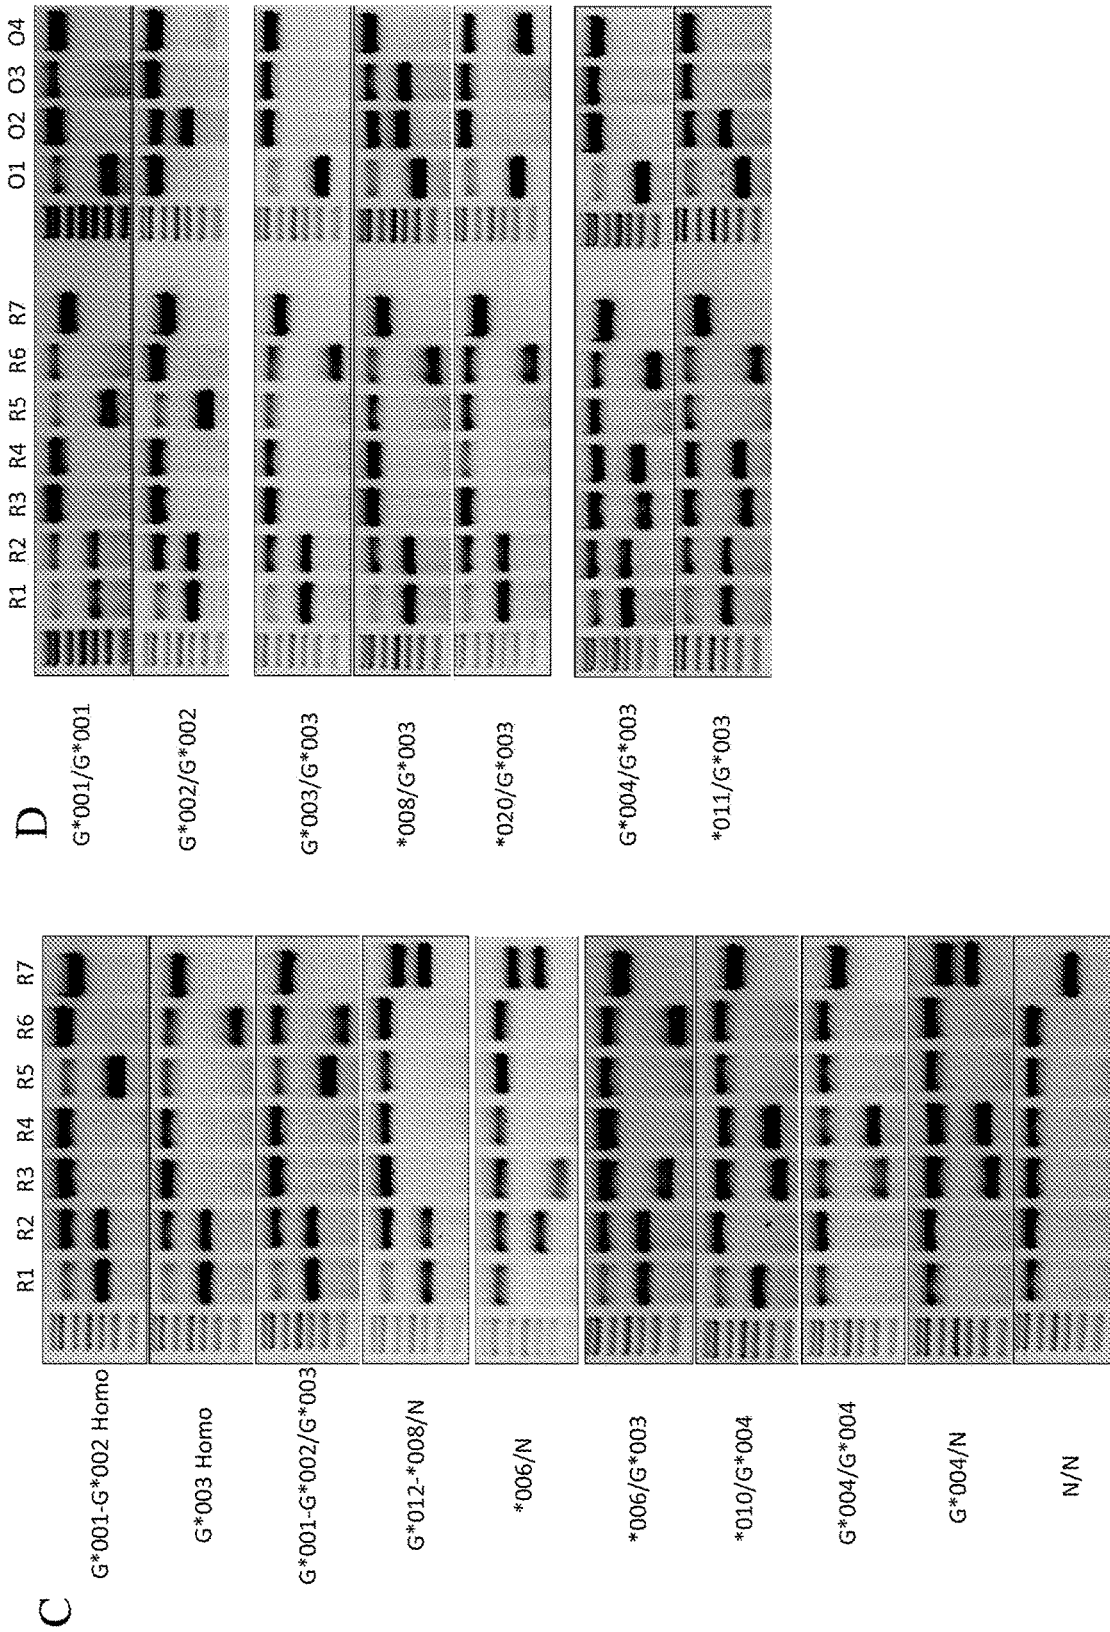 C
R1 R2 R3 R4 R5 R6 R7
G*001-G*002 Homo
G*003 Homo
G*001-G*002/G*003
G*012-*008/N
*006/N
*006/G*003
*010/G*004
G*004/G*004
G*004/N
N/N
D
R1 R2 R3 R4 R5 R6 R7 O1 O2 O3 O4
G*001/G*001
G*002/G*002
G*003/G*003
*008/G*003
*020/G*003
G*004/G*003
*011/G*003